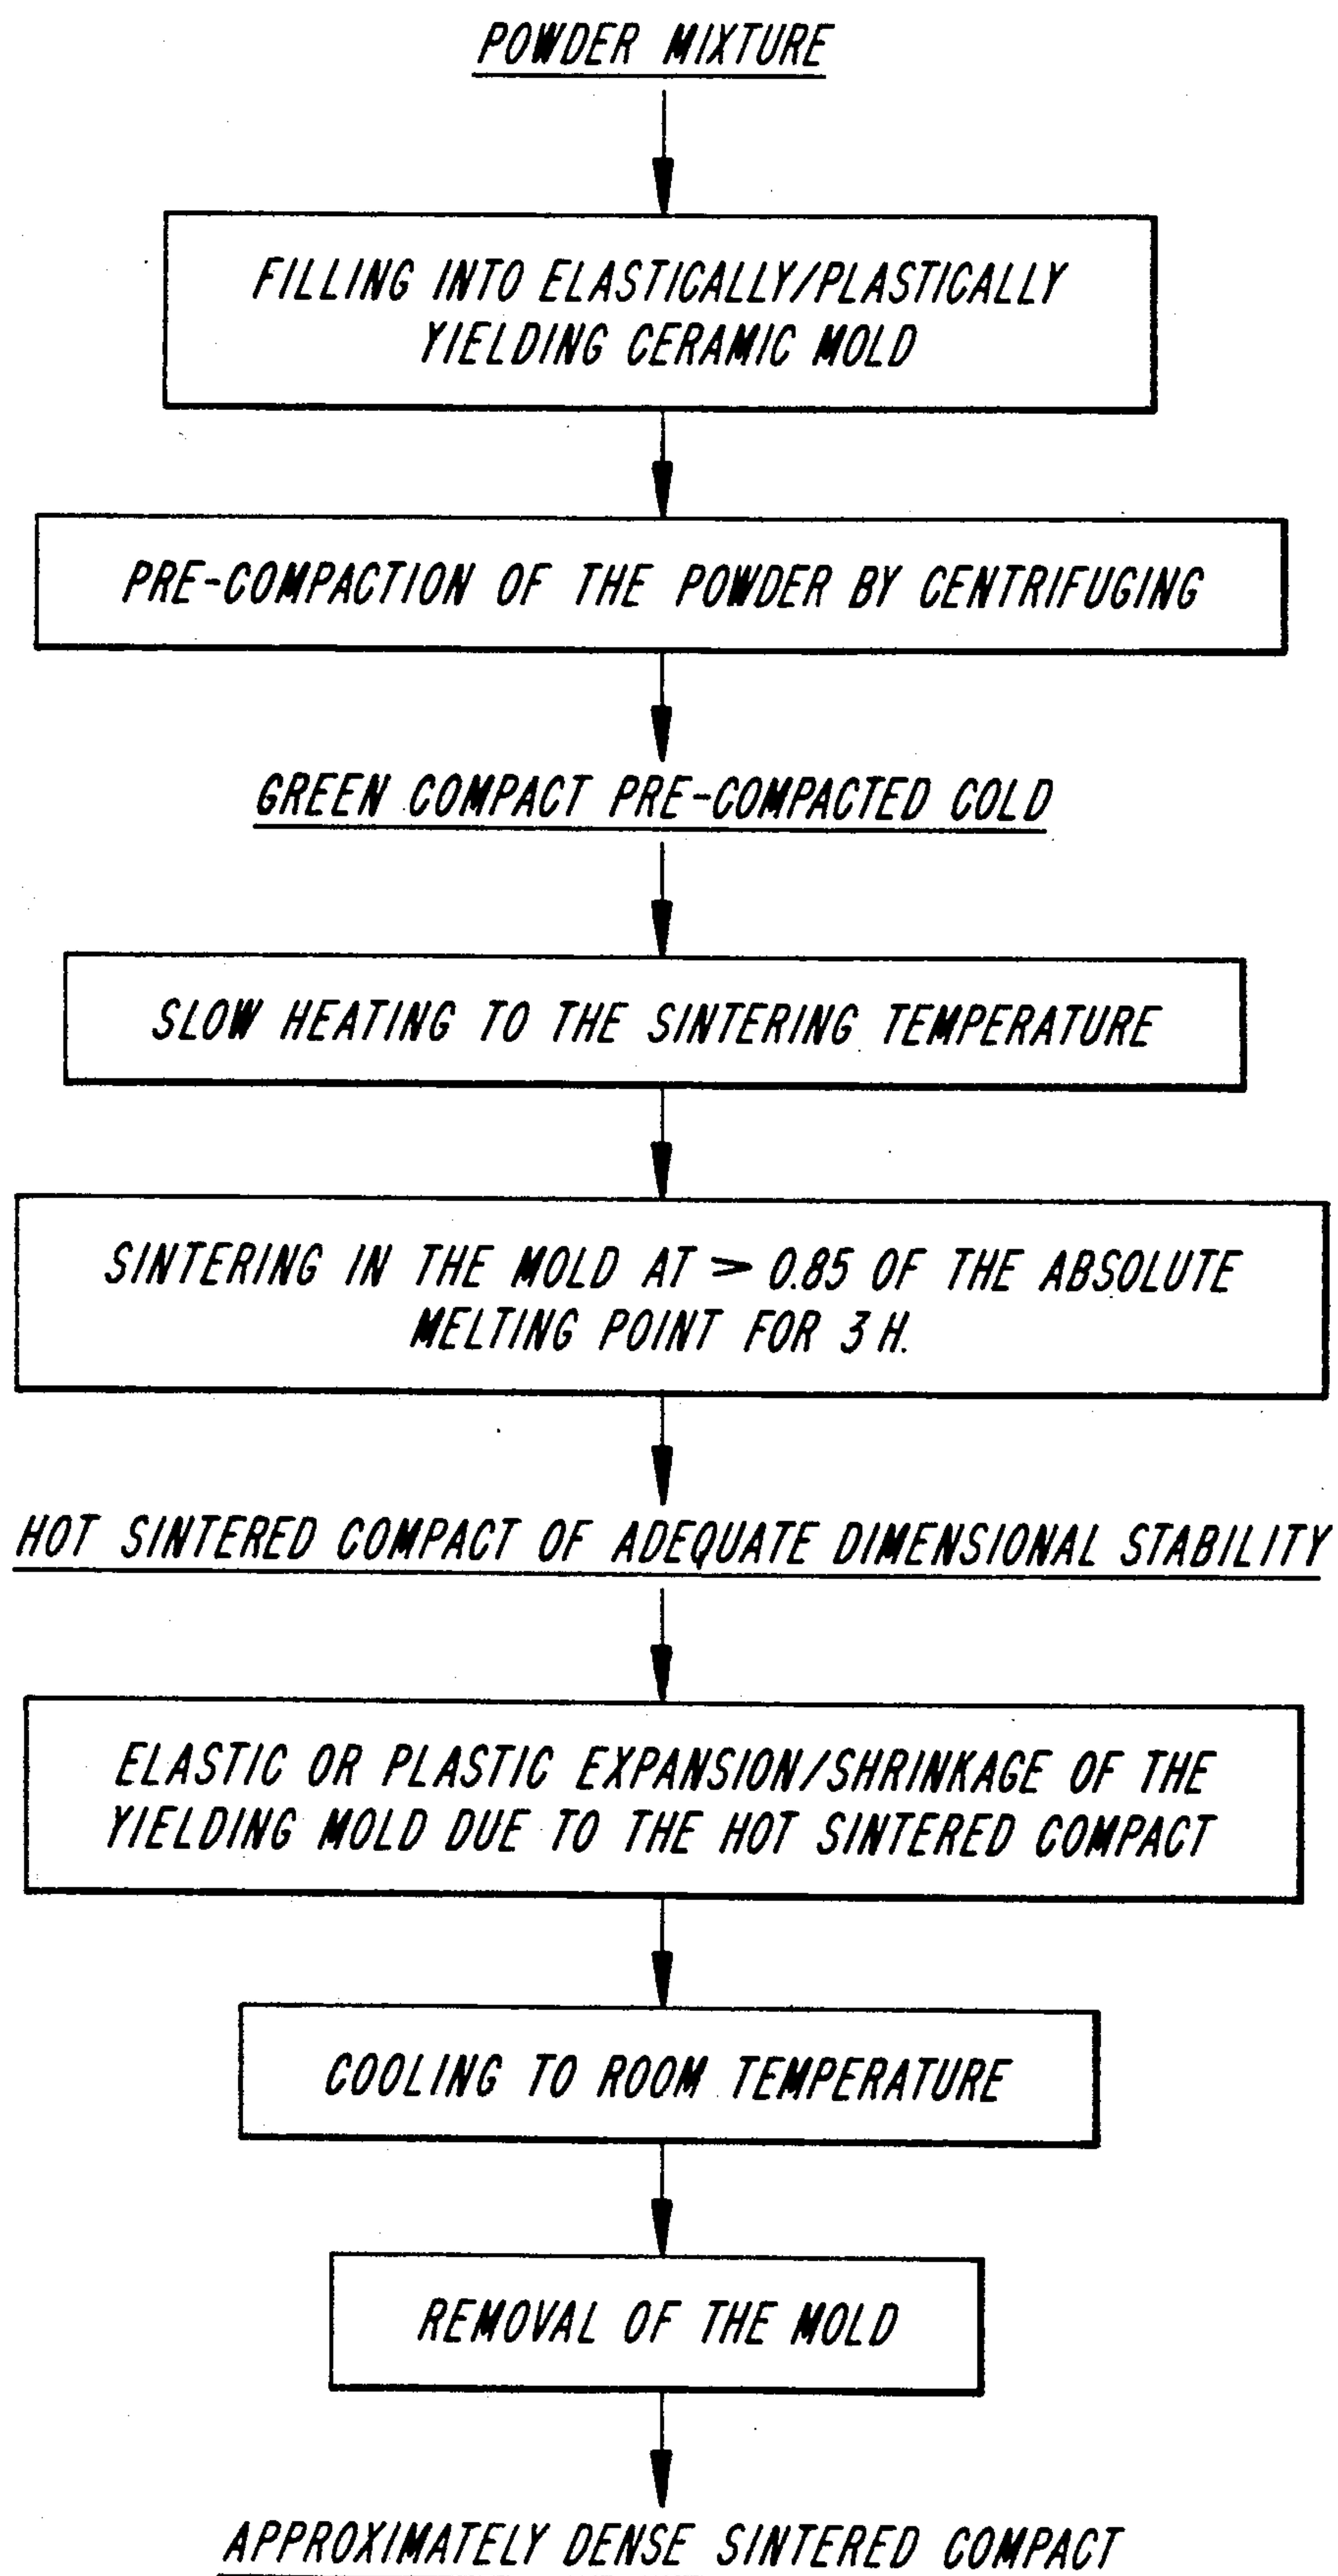 POWDER MIXTURE
FILLING INTO ELASTICALLY/PLASTICALLY
YIELDING CERAMIC MOLD
PRE-COMPACTION OF THE POWDER BY CENTRIFUGING
GREEN COMPACT PRE-COMPACTED COLD
SLOW HEATING TO THE SINTERING TEMPERATURE
SINTERING IN THE MOLD AT > 0.85 OF THE ABSOLUTE
MELTING POINT FOR 3 H.
HOT SINTERED COMPACT OF ADEQUATE DIMENSIONAL STABILITY
ELASTIC OR PLASTIC EXPANSION/SHRINKAGE OF THE
YIELDING MOLD DUE TO THE HOT SINTERED COMPACT
COOLING TO ROOM TEMPERATURE
REMOVAL OF THE MOLD
APPROXIMATELY DENSE SINTERED COMPACT